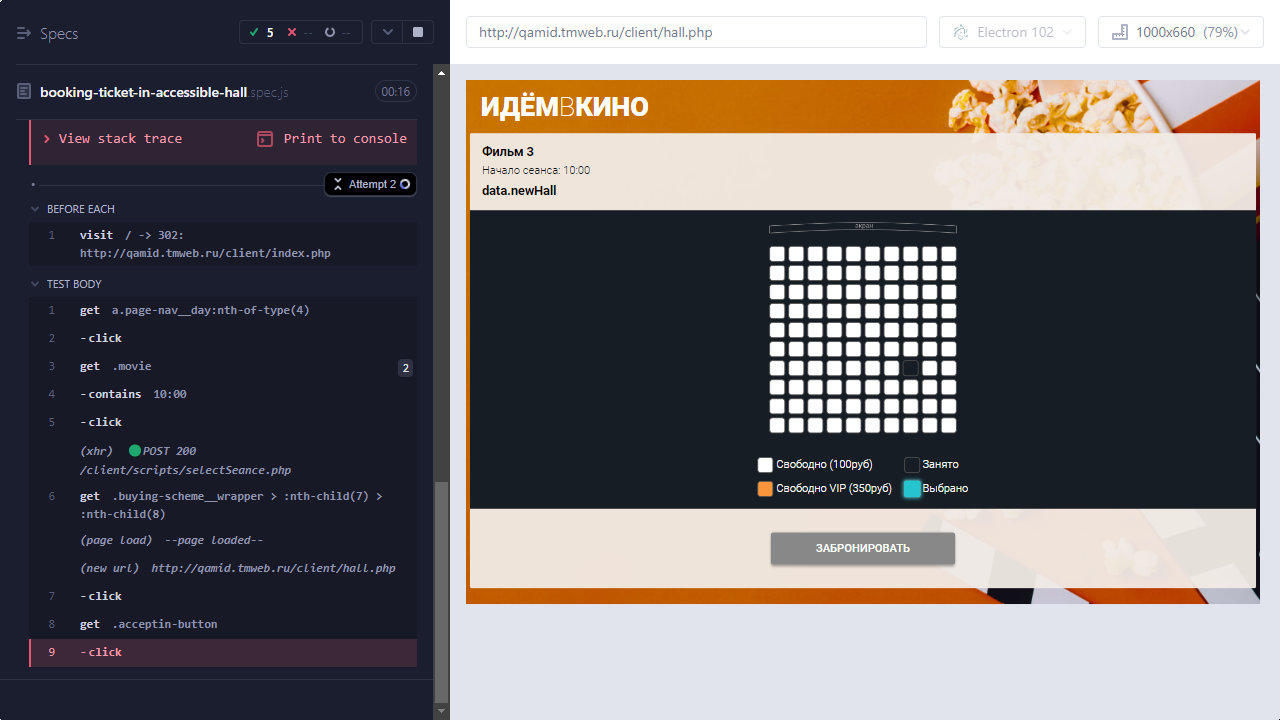 Specs
5
--
--
http://qamid.tmweb.ru/client/hall.php
Electron 102
1000x660 (79%)
booking-ticket-in-accessible-hall.spec.js
00:16
View stack trace
Print to console
Attempt 2
BEFORE EACH
1 visit / -> 302:
http://qamid.tmweb.ru/client/index.php
TEST BODY
1 get a.page-nav__day:nth-of-type(4)
2 -click
3 get .movie 2
4 -contains 10:00
5 -click
(xhr) POST 200
/client/scripts/selectSeance.php
6 get .buying-scheme__wrapper > :nth-child(7) >
:nth-child(8)
(page load) --page loaded--
(new url) http://qamid.tmweb.ru/client/hall.php
7 -click
8 get .acceptin-button
9 -click
ИДЁМВКИНО
Фильм 3
Начало сеанса: 10:00
data.newHall
экран
Свободно (100руб)
Занято
Свободно VIP (350руб)
Выбрано
ЗАБРОНИРОВАТЬ